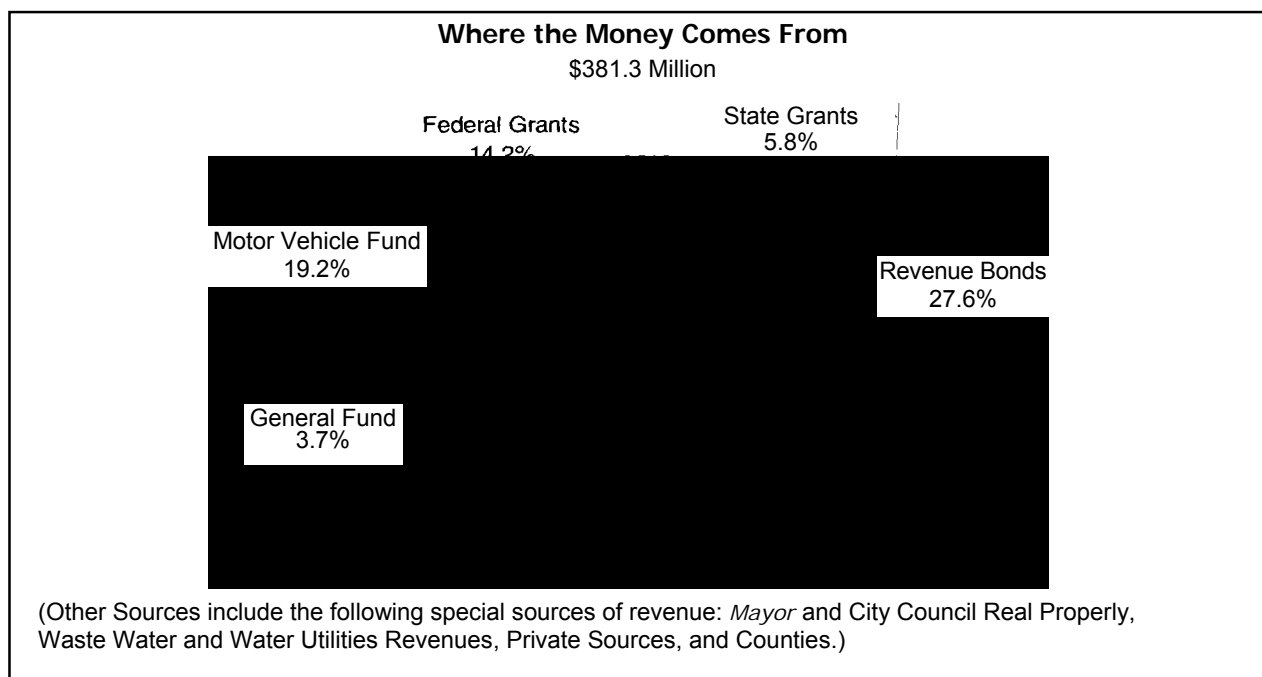 Where the Money Comes From
$381.3 Million
Federal Grants
14.2%
State Grants
5.8%
Motor Vehicle Fund
19.2%
Revenue Bonds
27.6%
General Fund
3.7%
(Other Sources include the following special sources of revenue: Mayor and City Council Real Properly,
Waste Water and Water Utilities Revenues, Private Sources, and Counties.)